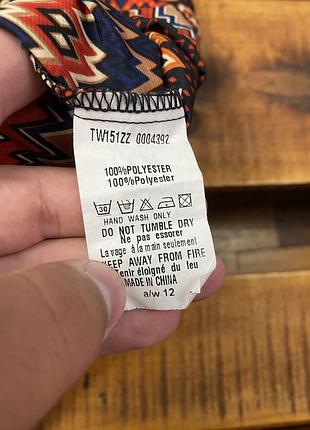 TW151ZZ 0004392
100%POLYESTER
100%Polyester
30
HAND WASH ONLY
DO NOT TUMBLE DRY
Ne pas essorer
Lavage à la main seulement
KEEP AWAY FROM FIRE
tenir éloigné du feu
MADE IN CHINA
a/w 12